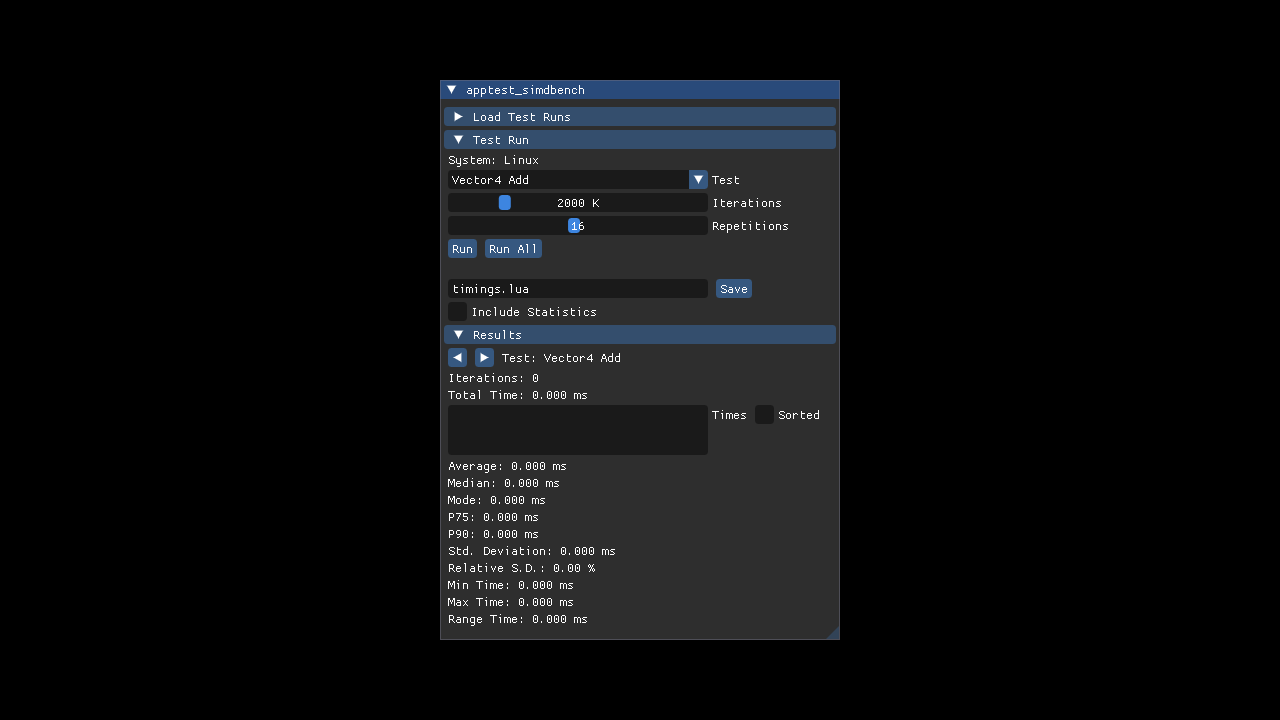 apptest_simdbench
Load Test Runs
Test Run
System: Linux
Vector4 Add Test
2000 K Iterations
16 Repetitions
Run Run All
timings.lua Save
Include Statistics
Results
Test: Vector4 Add
Iterations: 0
Total Time: 0.000 ms
Times Sorted
Average: 0.000 ms
Median: 0.000 ms
Mode: 0.000 ms
P75: 0.000 ms
P90: 0.000 ms
Std. Deviation: 0.000 ms
Relative S.D.: 0.00 %
Min Time: 0.000 ms
Max Time: 0.000 ms
Range Time: 0.000 ms